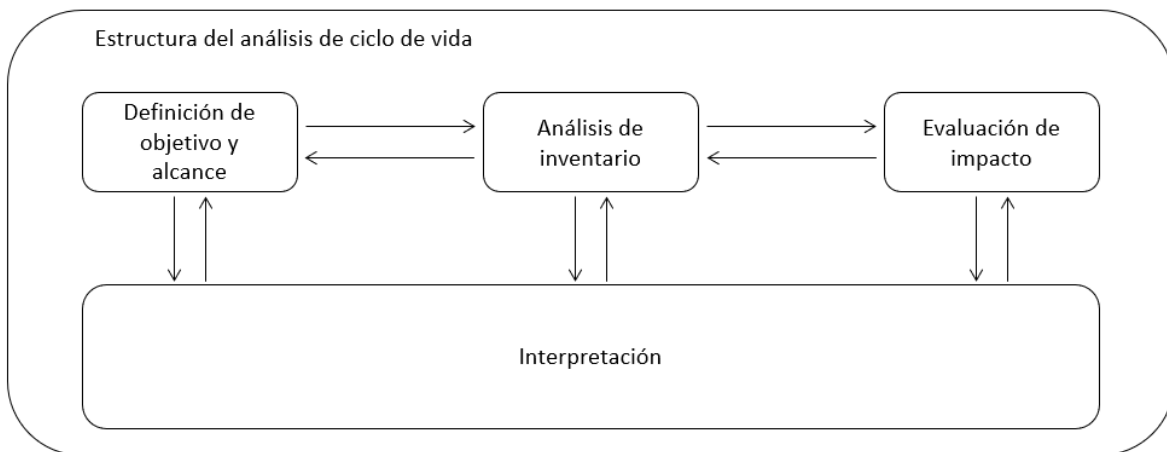 Estructura del análisis de ciclo de vida
Definición de
objetivo y
alcance
Análisis de
inventario
Evaluación de
impacto
Interpretación